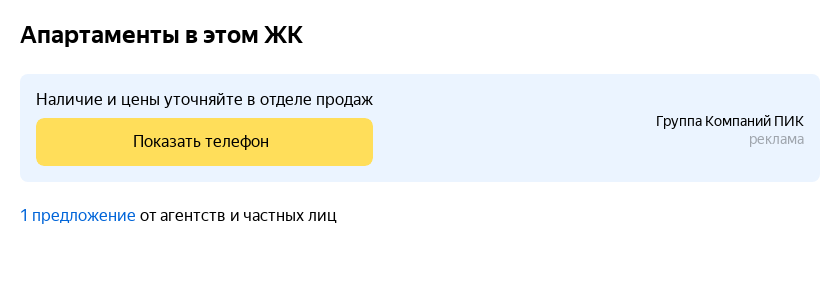 Апартаменты в этом ЖК
Наличие и цены уточняйте в отделе продаж
Показать телефон
Группа Компаний ПИК
реклама
1 предложение от агентств и частных лиц